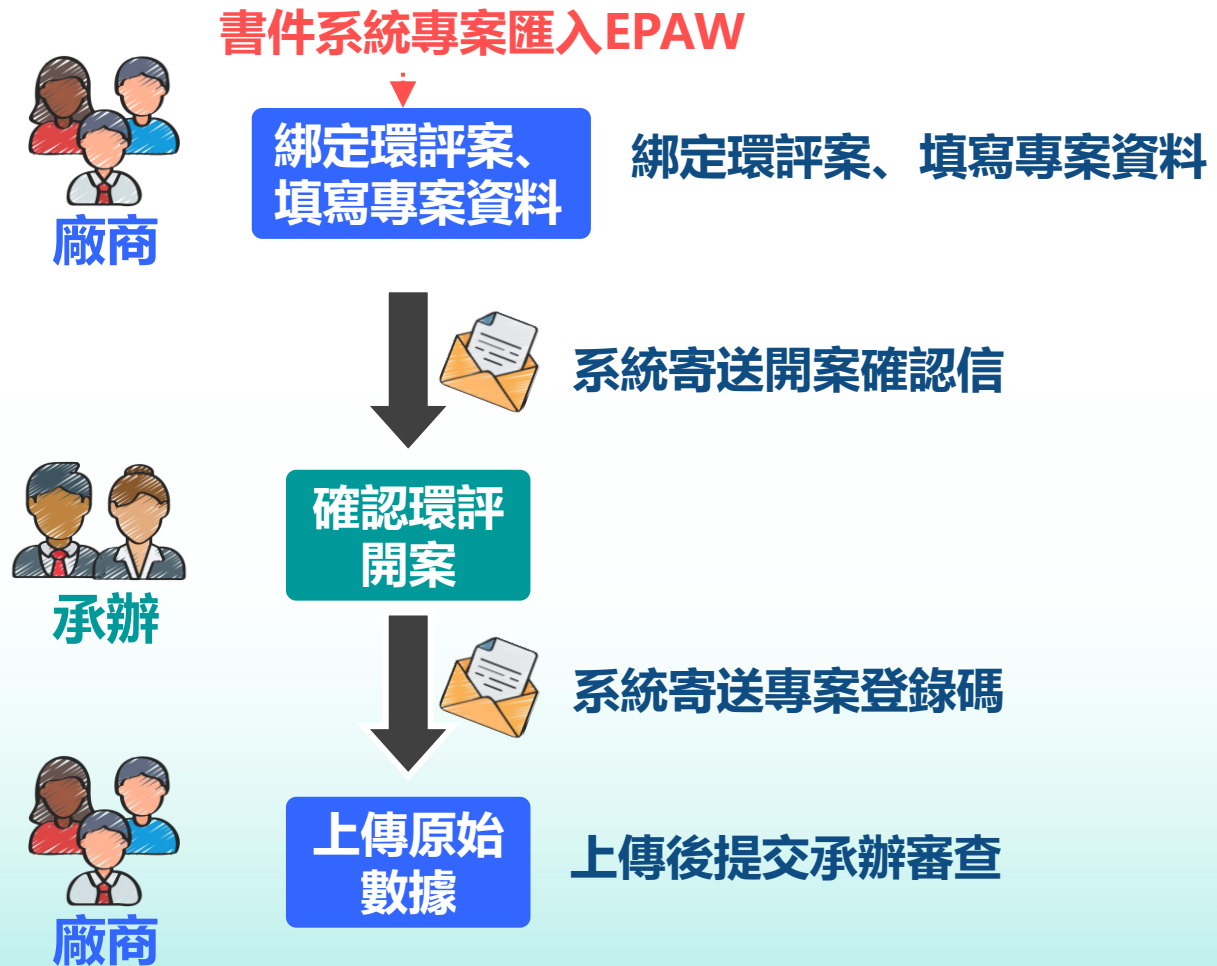 書件系統專案匯入EPAW
廠商
綁定環評案、
填寫專案資料
綁定環評案、填寫專案資料
系統寄送開案確認信
承辦
確認環評
開案
系統寄送專案登錄碼
廠商
上傳原始
數據
上傳後提交承辦審查